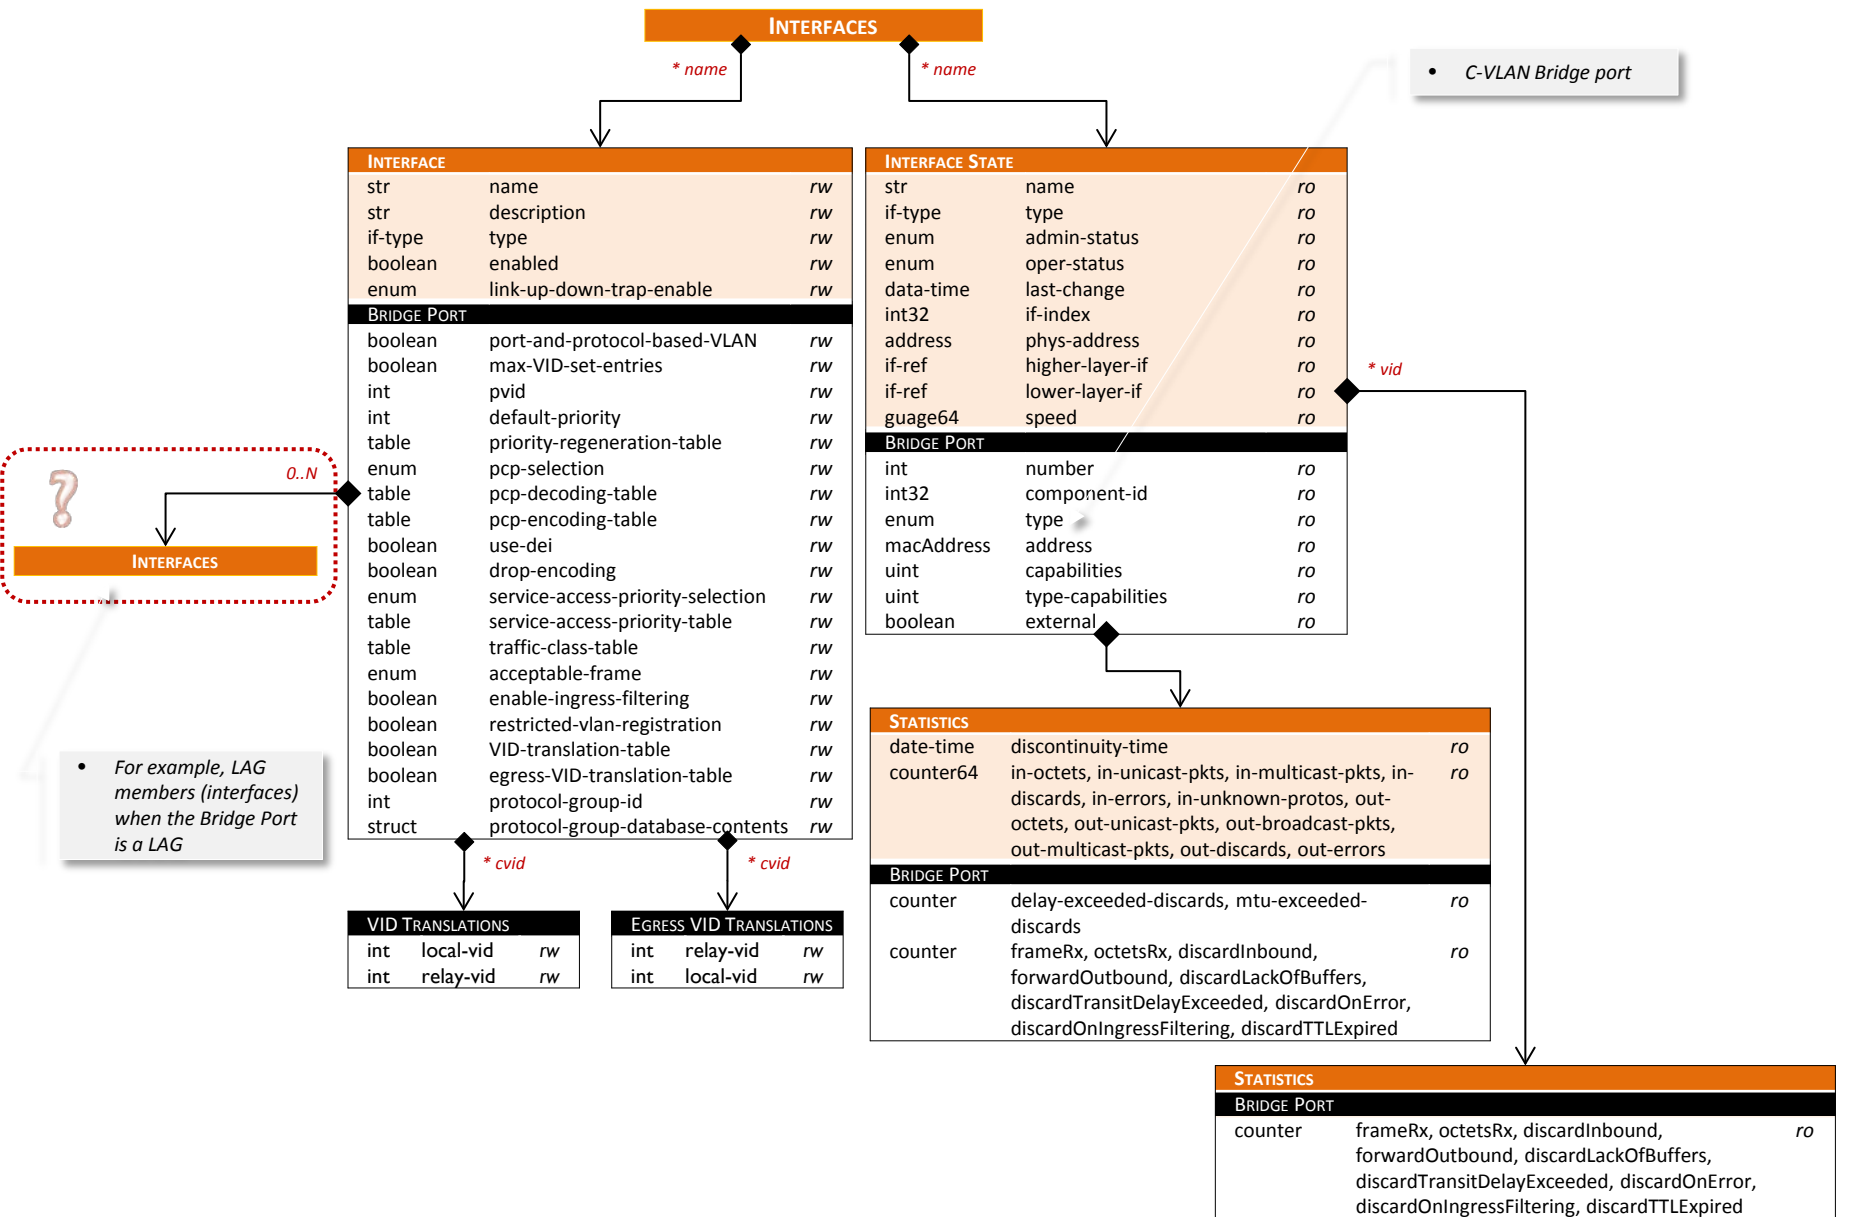 INTERFACES
* name
* name
• C-VLAN Bridge port
INTERFACE
str name rw
str description rw
if-type type rw
boolean enabled rw
enum link-up-down-trap-enable rw
BRIDGE PORT
boolean port-and-protocol-based-VLAN rw
boolean max-VID-set-entries rw
int pvid rw
int default-priority rw
table priority-regeneration-table rw
enum pcp-selection rw
table pcp-decoding-table rw
table pcp-encoding-table rw
boolean use-dei rw
boolean drop-encoding rw
enum service-access-priority-selection rw
table service-access-priority-table rw
table traffic-class-table rw
enum acceptable-frame rw
boolean enable-ingress-filtering rw
boolean restricted-vlan-registration rw
boolean VID-translation-table rw
boolean egress-VID-translation-table rw
int protocol-group-id rw
struct protocol-group-database-contents rw
INTERFACE STATE
str name ro
if-type type ro
enum admin-status ro
enum oper-status ro
data-time last-change ro
int32 if-index ro
address phys-address ro
if-ref higher-layer-if ro
if-ref lower-layer-if ro
guage64 speed ro
BRIDGE PORT
int number ro
int32 component-id ro
enum type ro
macAddress address ro
uint capabilities ro
uint type-capabilities ro
boolean external ro
* vid
?
0..N
INTERFACES
• For example, LAG
members (interfaces)
when the Bridge Port
is a LAG
* cvid
* cvid
VID TRANSLATIONS
int local-vid rw
int relay-vid rw
EGRESS VID TRANSLATIONS
int relay-vid rw
int local-vid rw
STATISTICS
date-time discontinuity-time ro
counter64 in-octets, in-unicast-pkts, in-multicast-pkts, in- ro
discards, in-errors, in-unknown-protos, out-
octets, out-unicast-pkts, out-broadcast-pkts,
out-multicast-pkts, out-discards, out-errors
BRIDGE PORT
counter delay-exceeded-discards, mtu-exceeded- ro
discards
counter frameRx, octetsRx, discardInbound, ro
forwardOutbound, discardLackOfBuffers,
discardTransitDelayExceeded, discardOnError,
discardOnIngressFiltering, discardTTLExpired
STATISTICS
BRIDGE PORT
counter frameRx, octetsRx, discardInbound, ro
forwardOutbound, discardLackOfBuffers,
discardTransitDelayExceeded, discardOnError,
discardOnIngressFiltering, discardTTLExpired